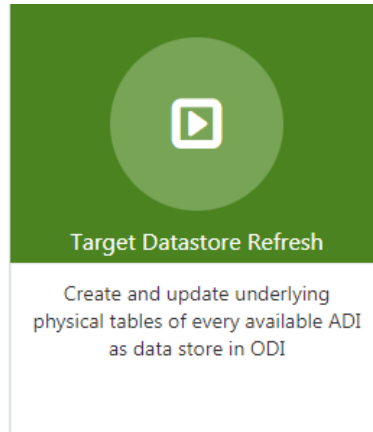 Target Datastore Refresh
Create and update underlying
physical tables of every available ADI
as data store in ODI